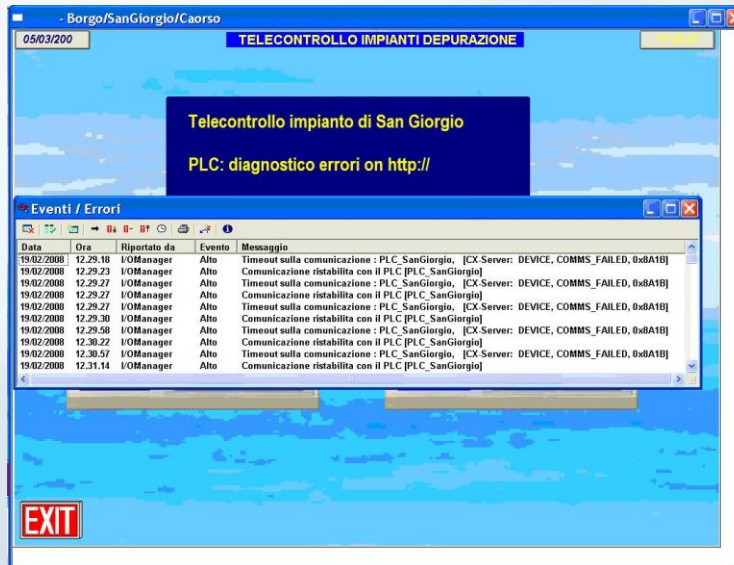 - Borgo/SanGiorgio/Caorso
05/03/200 TELECONTROLLO IMPIANTI DEPURAZIONE
Telecontrollo impianto di San Giorgio
PLC: diagnostico errori on http://
Eventi / Errori
Data Ora Riportato da Evento Messaggio
19/02/2008 12.29.18 I/OManager Alto Timeout sulla comunicazione : PLC_SanGiorgio, [CX-Server: DEVICE, COMMS_FAILED, 0x8A1B]
19/02/2008 12.29.23 I/OManager Alto Comunicazione ristabilita con il PLC [PLC_SanGiorgio]
19/02/2008 12.29.27 I/OManager Alto Timeout sulla comunicazione : PLC_SanGiorgio, [CX-Server: DEVICE, COMMS_FAILED, 0x8A1B]
19/02/2008 12.29.27 I/OManager Alto Comunicazione ristabilita con il PLC [PLC_SanGiorgio]
19/02/2008 12.29.27 I/OManager Alto Timeout sulla comunicazione : PLC_SanGiorgio, [CX-Server: DEVICE, COMMS_FAILED, 0x8A1B]
19/02/2008 12.29.30 I/OManager Alto Comunicazione ristabilita con il PLC [PLC_SanGiorgio]
19/02/2008 12.29.58 I/OManager Alto Timeout sulla comunicazione : PLC_SanGiorgio, [CX-Server: DEVICE, COMMS_FAILED, 0x8A1B]
19/02/2008 12.30.22 I/OManager Alto Comunicazione ristabilita con il PLC [PLC_SanGiorgio]
19/02/2008 12.30.57 I/OManager Alto Timeout sulla comunicazione : PLC_SanGiorgio, [CX-Server: DEVICE, COMMS_FAILED, 0x8A1B]
19/02/2008 12.31.14 I/OManager Alto Comunicazione ristabilita con il PLC [PLC_SanGiorgio]
EXIT